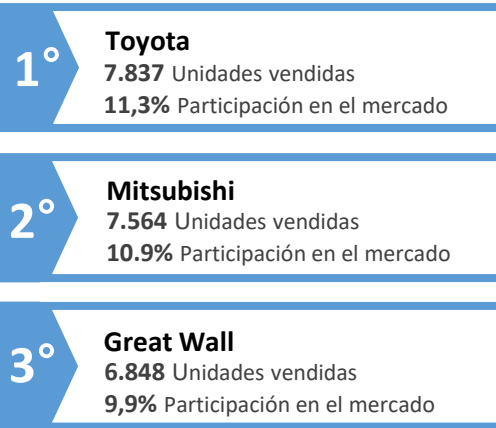 1°
Toyota
7.837 Unidades vendidas
11,3% Participación en el mercado
2°
Mitsubishi
7.564 Unidades vendidas
10.9% Participación en el mercado
3°
Great Wall
6.848 Unidades vendidas
9,9% Participación en el mercado